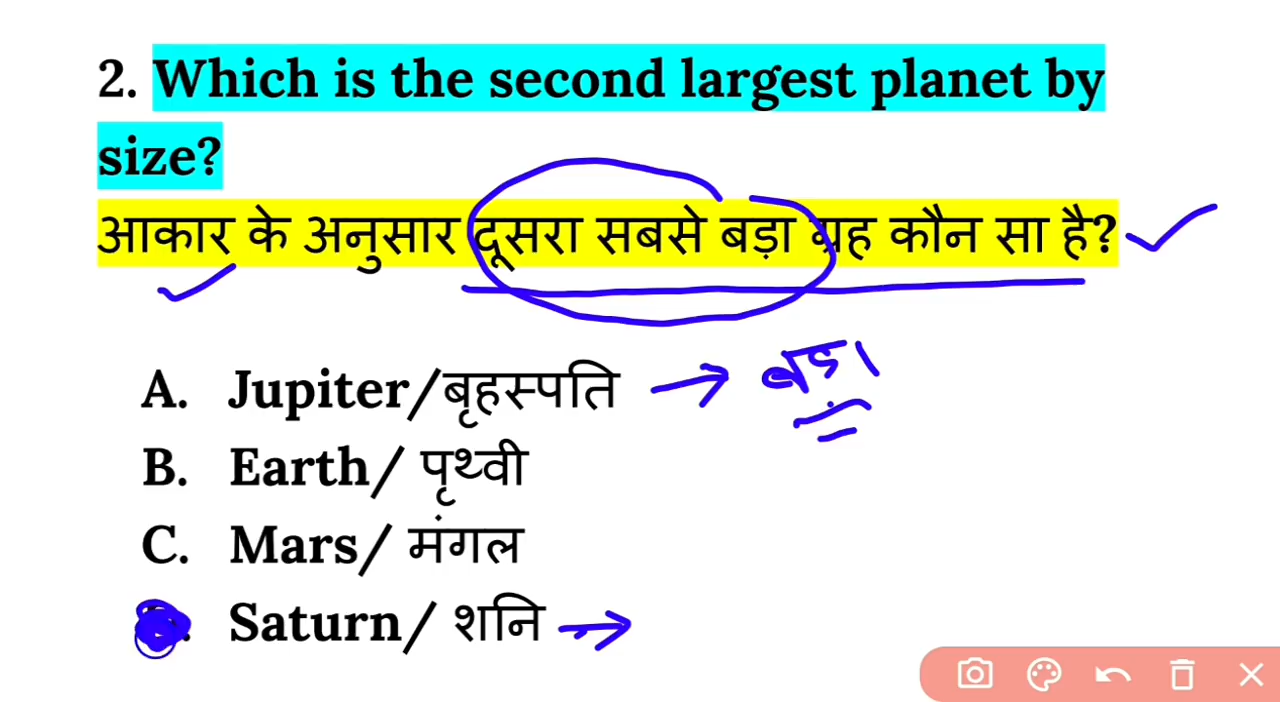 2. Which is the second largest planet by
size?
आकार के अनुसार दूसरा सबसे बड़ा ग्रह कौन सा है?
A. Jupiter/बृहस्पति → बड़ा
B. Earth/ पृथ्वी
C. Mars/ मंगल
Saturn/ शनि →